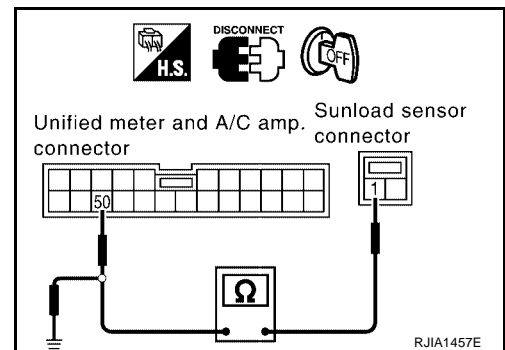 DISCONNECT
H.S.
OFF
Unified meter and A/C amp.
connector
Sunload sensor
connector
50
1
Ω
RJIA1457E